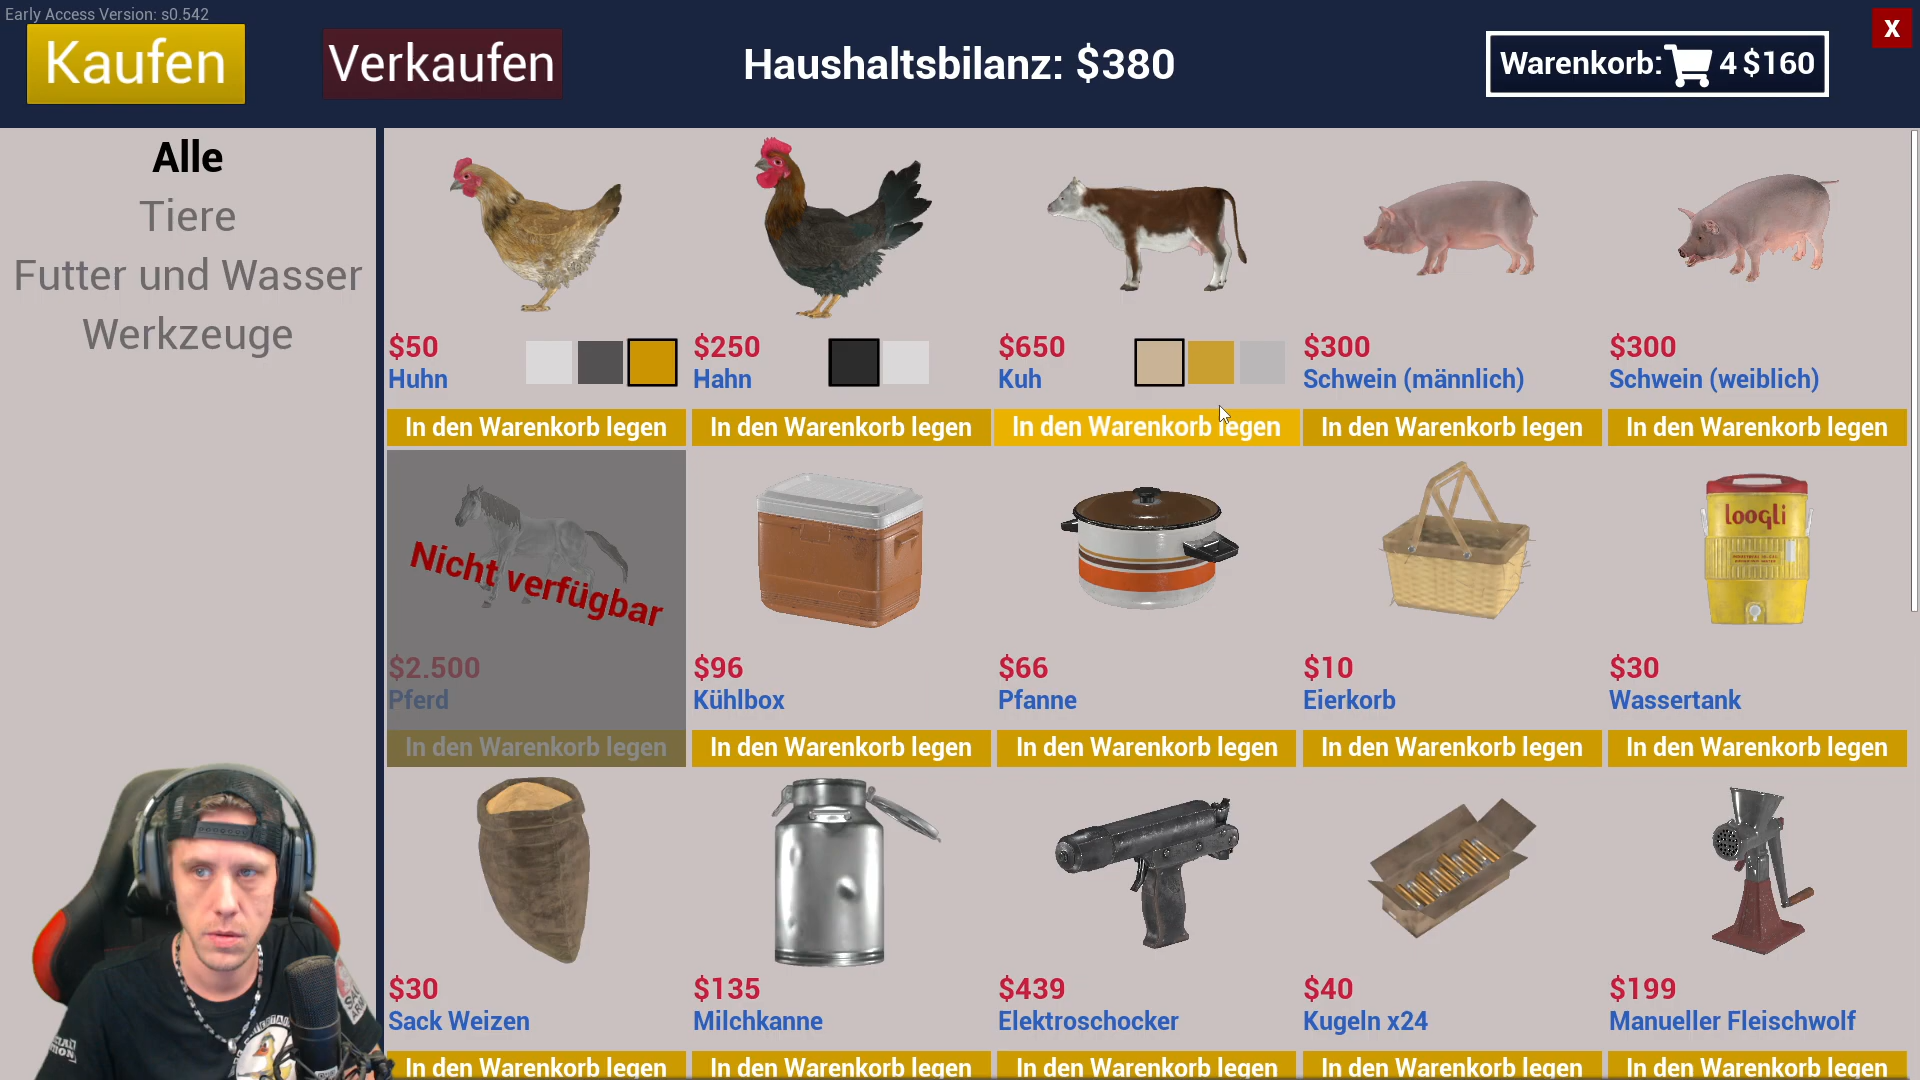 Early Access Version: s0.542
Kaufen
Verkaufen
Haushaltsbilanz: $380
Warenkorb: 4 $160
X
Alle
Tiere
Futter und Wasser
Werkzeuge
$50
Huhn
In den Warenkorb legen
$250
Hahn
In den Warenkorb legen
$650
Kuh
In den Warenkorb legen
$300
Schwein (männlich)
In den Warenkorb legen
$300
Schwein (weiblich)
In den Warenkorb legen
Nicht verfügbar
$2.500
Pferd
In den Warenkorb legen
$96
Kühlbox
In den Warenkorb legen
$66
Pfanne
In den Warenkorb legen
$10
Eierkorb
In den Warenkorb legen
loogli
$30
Wassertank
In den Warenkorb legen
$30
Sack Weizen
In den Warenkorb legen
$135
Milchkanne
In den Warenkorb legen
$439
Elektroschocker
In den Warenkorb legen
$40
Kugeln x24
In den Warenkorb legen
$199
Manueller Fleischwolf
In den Warenkorb legen